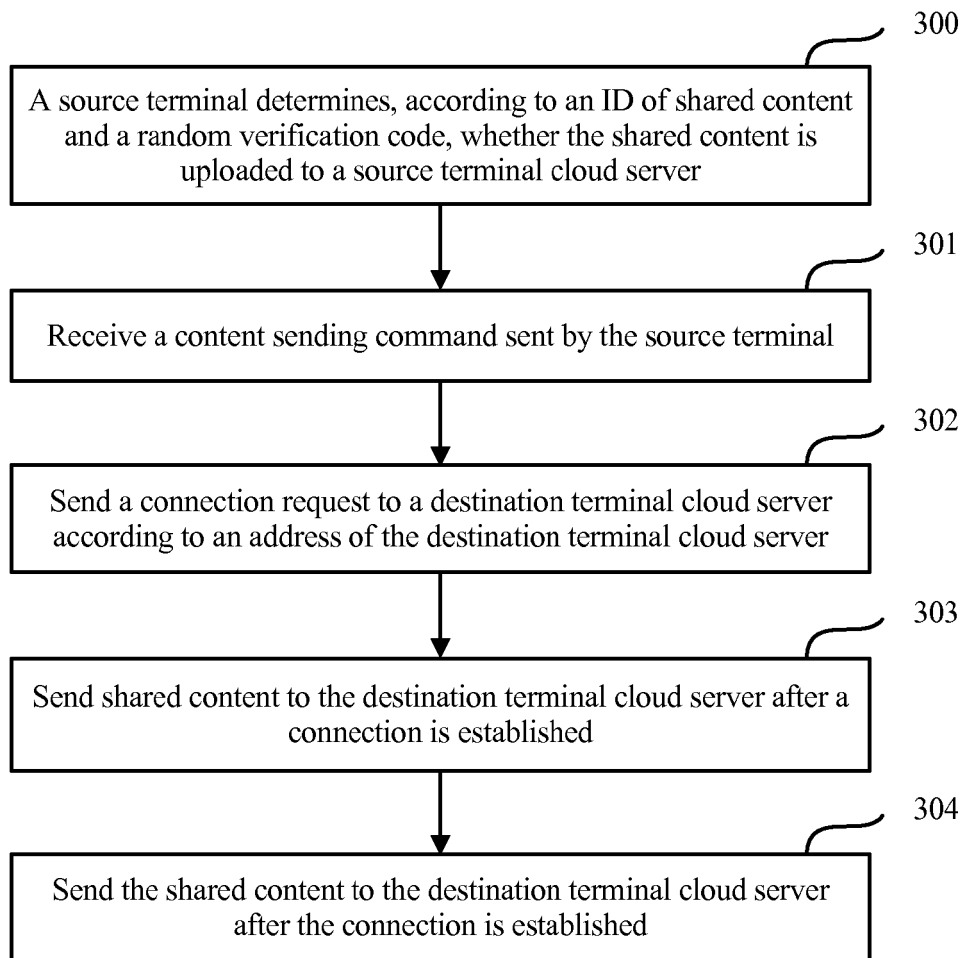 300
A source terminal determines, according to an ID of shared content
and a random verification code, whether the shared content is
uploaded to a source terminal cloud server
301
Receive a content sending command sent by the source terminal
302
Send a connection request to a destination terminal cloud server
according to an address of the destination terminal cloud server
303
Send shared content to the destination terminal cloud server after a
connection is established
304
Send the shared content to the destination terminal cloud server
after the connection is established